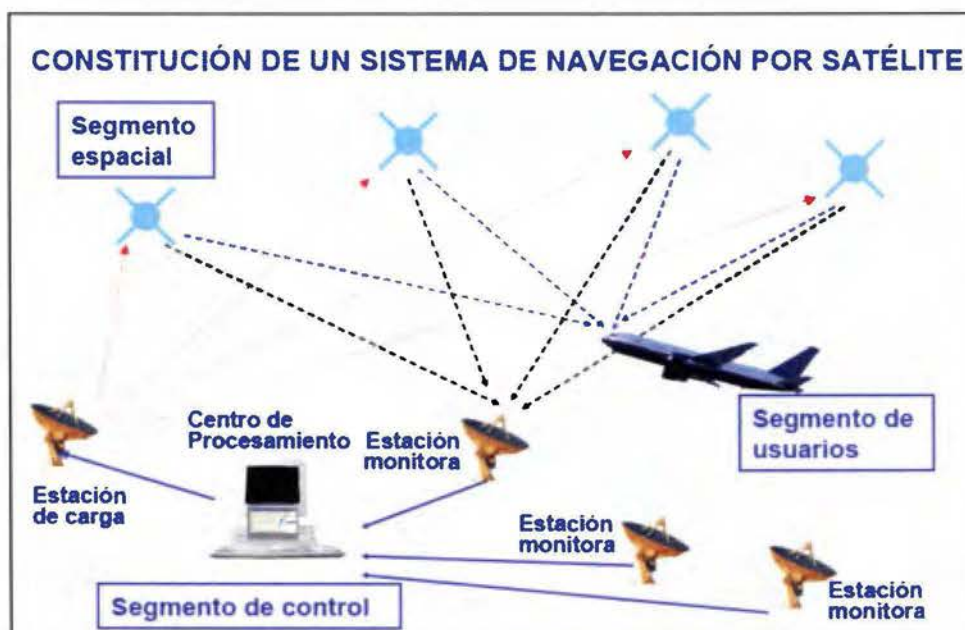 CONSTITUCIÓN DE UN SISTEMA DE NAVEGACIÓN POR SATÉLITE
Segmento
espacial
Centro de
Procesamiento
Estación
monitora
Segmento de
usuarios
Estación
de carga
Estación
monitora
Estación
monitora
Segmento de control